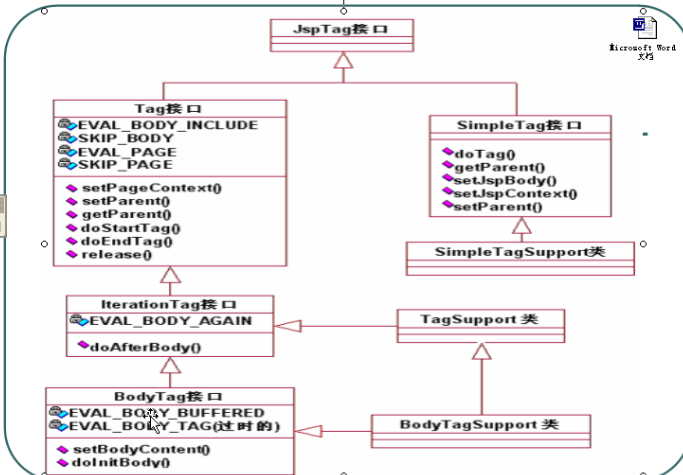 JspTag接口
Microsoft Word
文档
Tag接口
EVAL_BODY_INCLUDE
SKIP_BODY
EVAL_PAGE
SKIP_PAGE
setPageContext()
setParent()
getParent()
doStartTag()
doEndTag()
release()
SimpleTag接口
doTag()
getParent()
setJspBody()
setJspContext()
setParent()
SimpleTagSupport类
IterationTag接口
EVAL_BODY_AGAIN
doAfterBody()
TagSupport 类
BodyTag接口
EVAL_BODY_BUFFERED
EVAL_BODY_TAG(过时的)
setBodyContent()
doInitBody()
BodyTagSupport 类